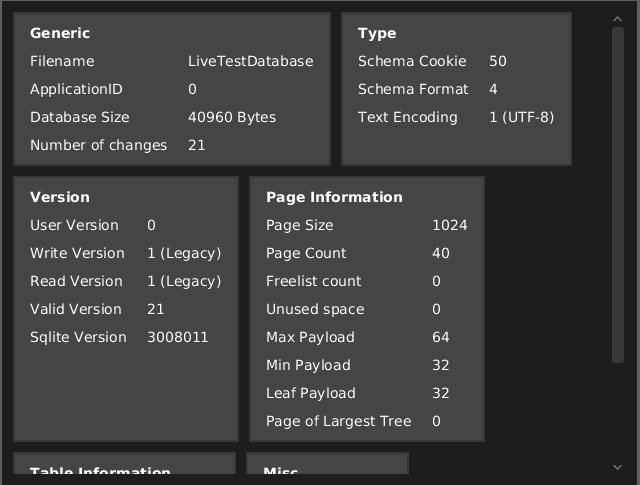 Generic
Filename LiveTestDatabase
ApplicationID 0
Database Size 40960 Bytes
Number of changes 21
Type
Schema Cookie 50
Schema Format 4
Text Encoding 1 (UTF-8)
Version
User Version 0
Write Version 1 (Legacy)
Read Version 1 (Legacy)
Valid Version 21
Sqlite Version 3008011
Page Information
Page Size 1024
Page Count 40
Freelist count 0
Unused space 0
Max Payload 64
Min Payload 32
Leaf Payload 32
Page of Largest Tree 0
Table Information
Misc